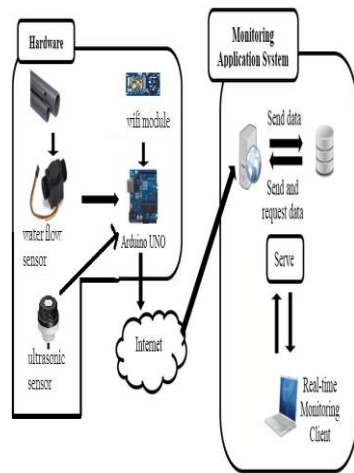 Hardware
wifi module
water flow
sensor
Arduino UNO
ultrasonic
sensor
Internet
Monitoring
Application System
Send data
Send and
request data
Serve
Real-time
Monitoring
Client